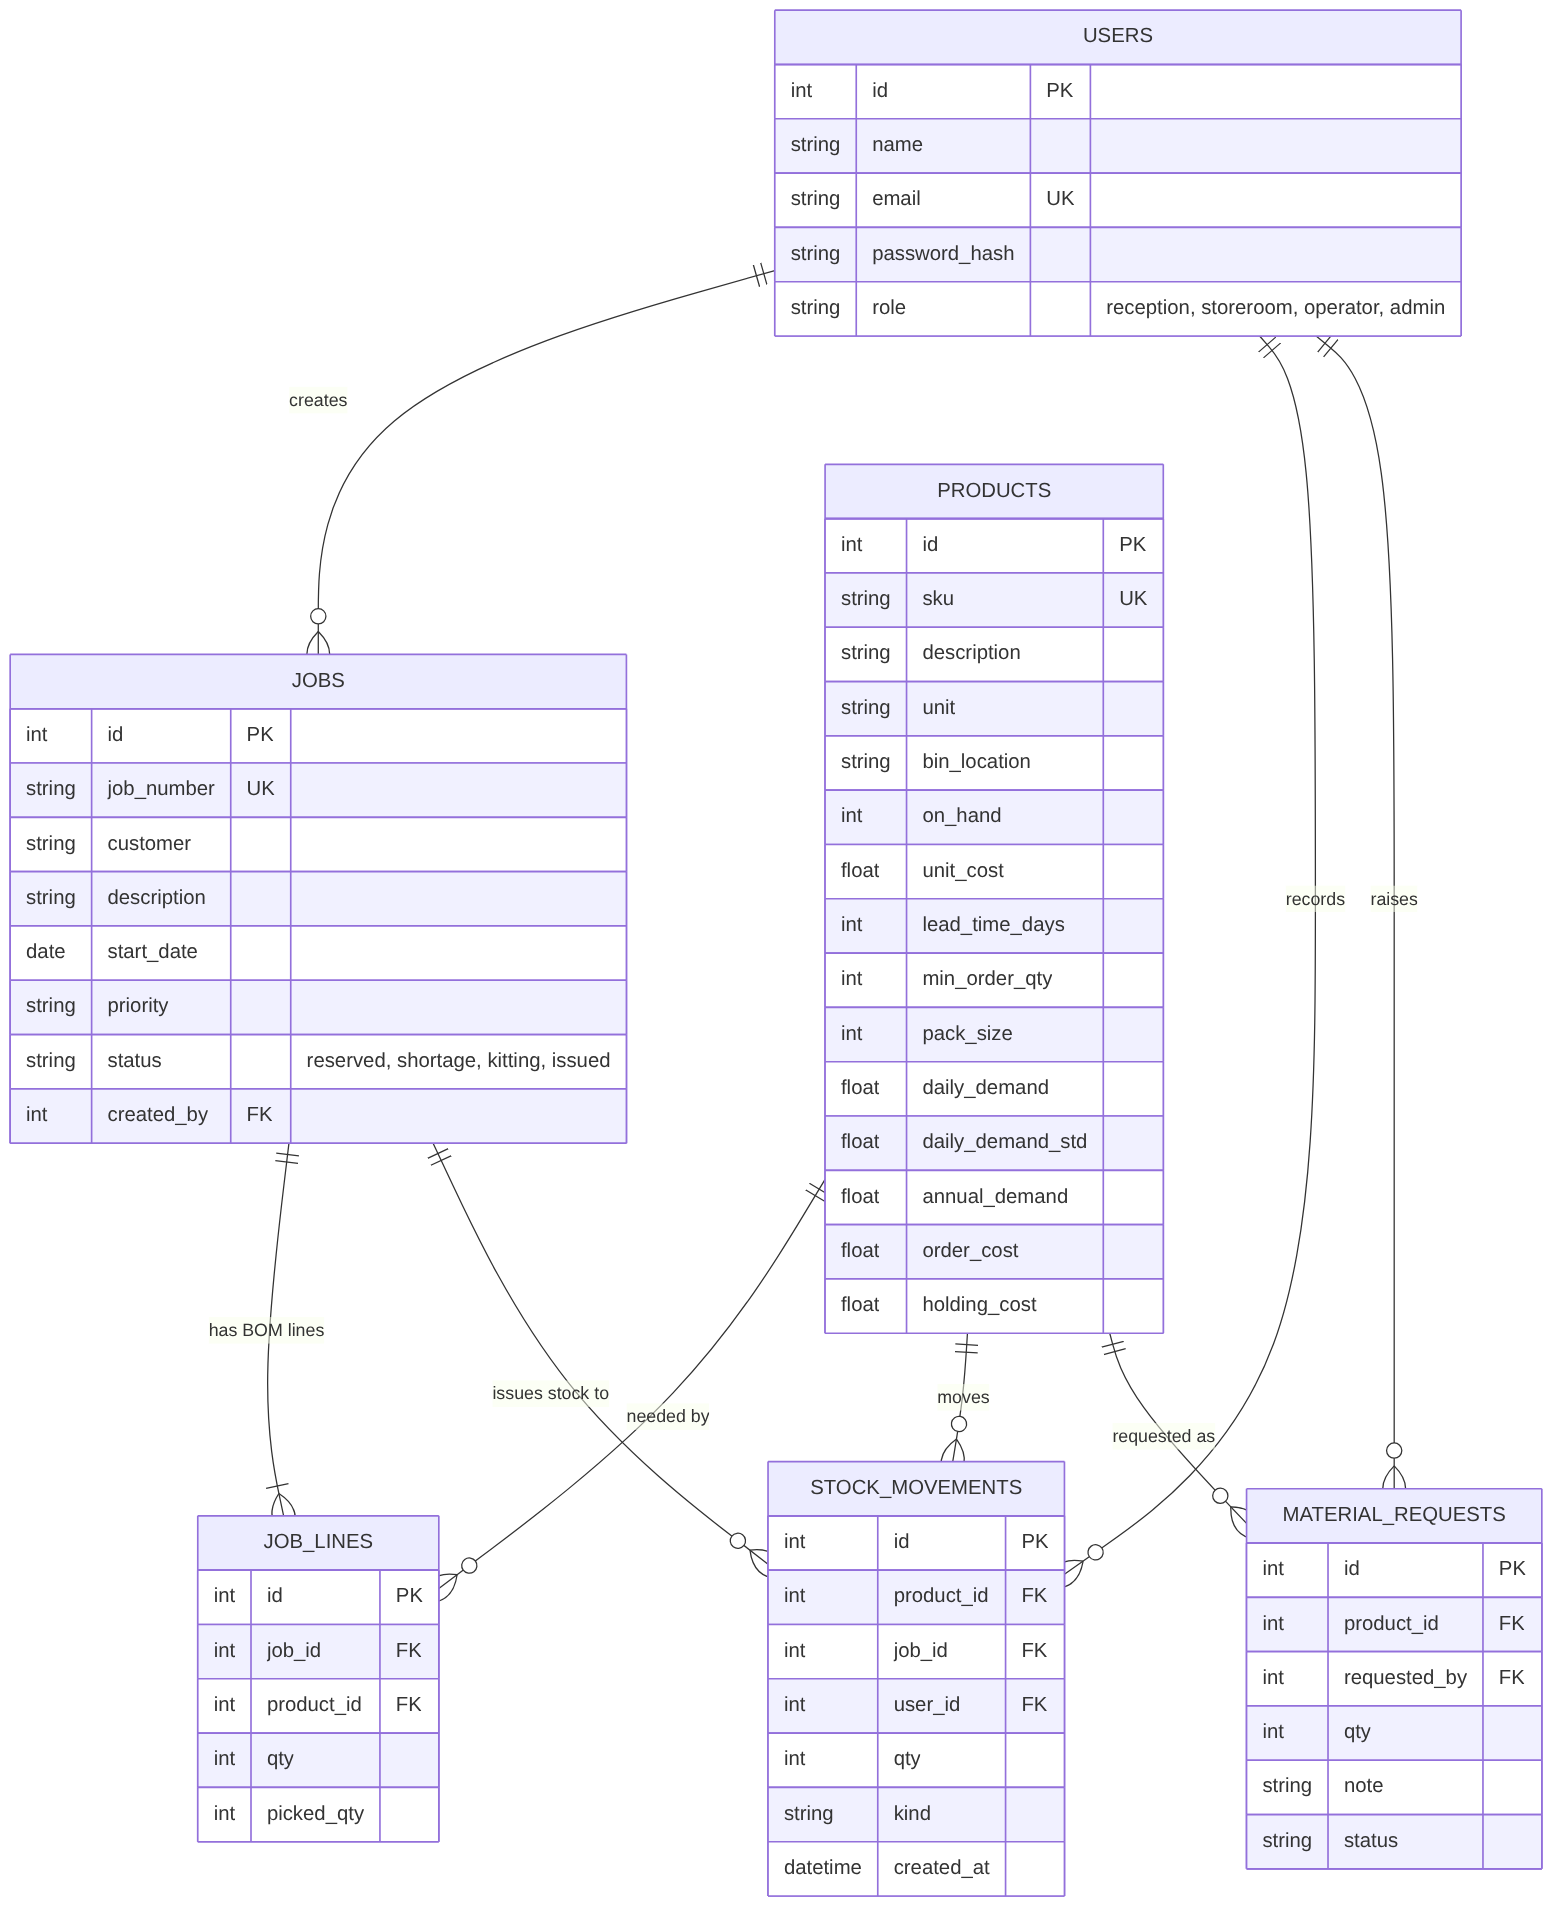 USERS
int id PK
string name
string email UK
string password_hash
string role reception, storeroom, operator, admin
creates
PRODUCTS
int id PK
string sku UK
string description
string unit
string bin_location
int on_hand
float unit_cost
int lead_time_days
int min_order_qty
int pack_size
float daily_demand
float daily_demand_std
float annual_demand
float order_cost
float holding_cost
records
raises
JOBS
int id PK
string job_number UK
string customer
string description
date start_date
string priority
string status reserved, shortage, kitting, issued
int created_by FK
has BOM lines
issues stock to
needed by
moves
requested as
JOB_LINES
int id PK
int job_id FK
int product_id FK
int qty
int picked_qty
STOCK_MOVEMENTS
int id PK
int product_id FK
int job_id FK
int user_id FK
int qty
string kind
datetime created_at
MATERIAL_REQUESTS
int id PK
int product_id FK
int requested_by FK
int qty
string note
string status